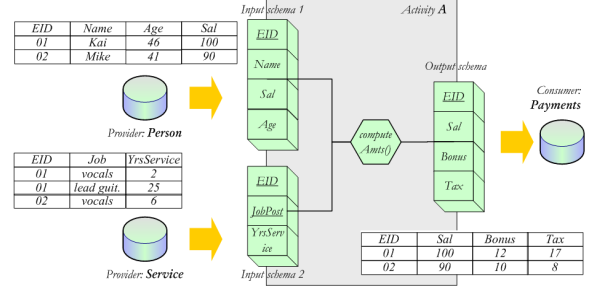 Input schema 1
Activity A
EID Name Age Sal
01 Kai 46 100
02 Mike 41 90
Provider: Person
EID
Name
Sal
Age
Output schema
EID
Sal
Bonus
Tax
Consumer:
Payments
compute
Amts()
EID Job YrsService
01 vocals 2
01 lead guit. 25
02 vocals 6
Provider: Service
EID
JobPost
YrsServ
ice
Input schema 2
EID Sal Bonus Tax
01 100 12 17
02 90 10 8